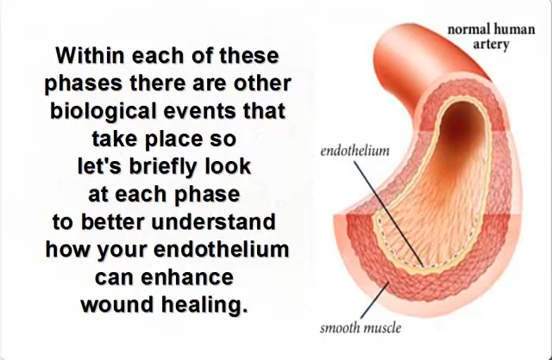 Within each of these
phases there are other
biological events that
take place so
let's briefly look
at each phase
to better understand
how your endothelium
can enhance
wound healing.
normal human
artery
endothelium
smooth muscle